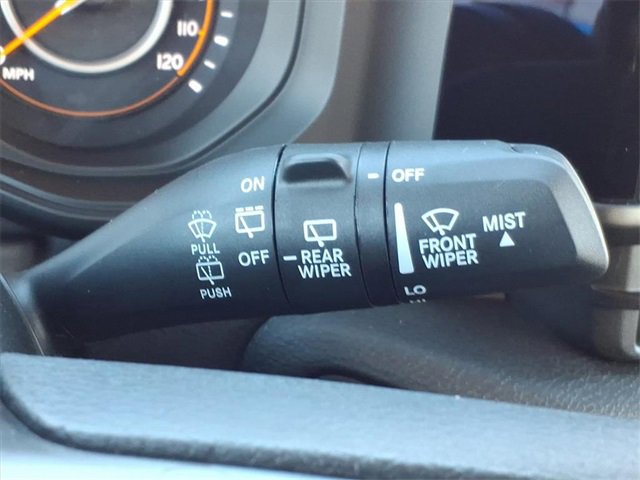 110
120
MPH
ON
OFF
PULL
PUSH
REAR
WIPER
OFF
FRONT
WIPER
MIST
LO